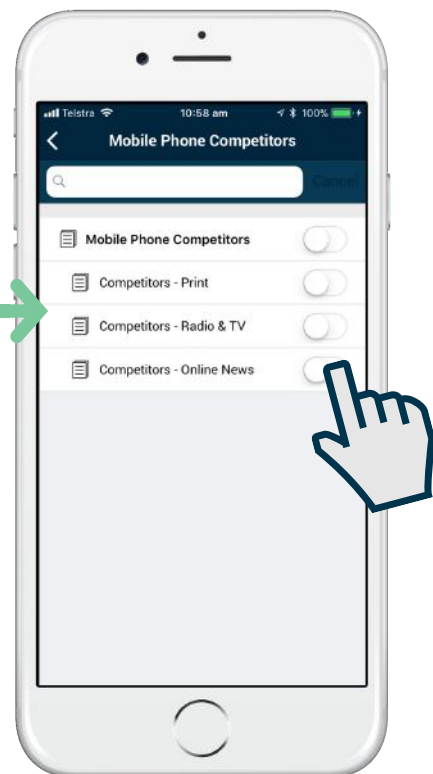 Telstra 10:58 am 100%
Mobile Phone Competitors
Cancel
Mobile Phone Competitors
Competitors - Print
Competitors - Radio & TV
Competitors - Online News